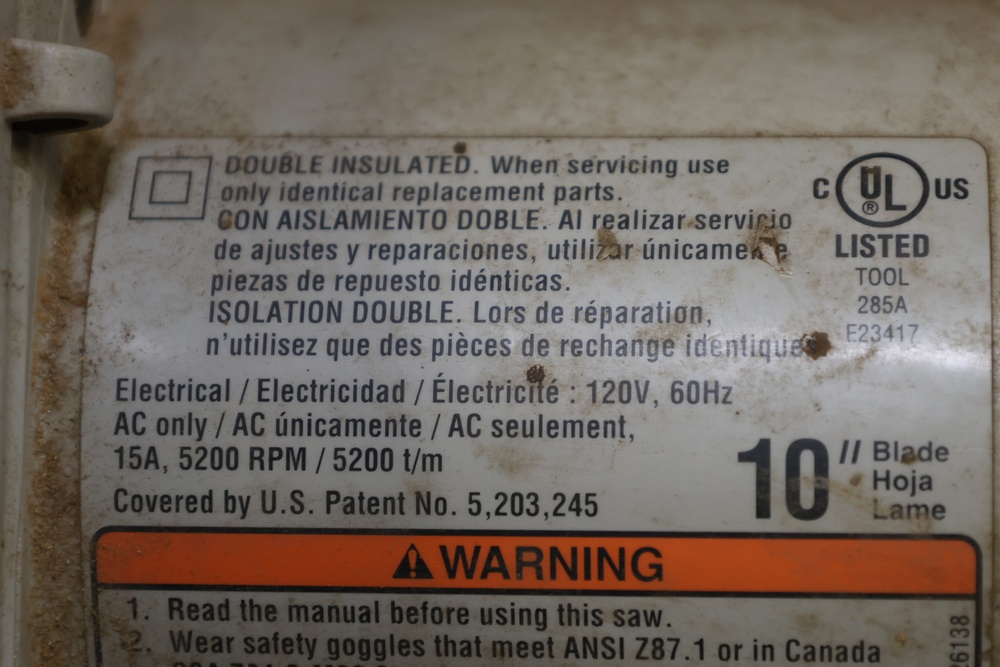 DOUBLE INSULATED. When servicing use
only identical replacement parts.
CON AISLAMIENTO DOBLE. Al realizar servicio
de ajustes y reparaciones, utilizar únicamente
piezas de repuesto idénticas.
ISOLATION DOUBLE. Lors de réparation,
n'utilisez que des pièces de rechange identiques
C UL® US
LISTED
TOOL
285A
E23417
Electrical / Electricidad / Électricité : 120V, 60Hz
AC only / AC únicamente / AC seulement,
15A, 5200 RPM / 5200 t/m
Covered by U.S. Patent No. 5,203,245
10" Blade
Hoja
Lame
⚠WARNING
1. Read the manual before using this saw.
2. Wear safety goggles that meet ANSI Z87.1 or in Canada
6138